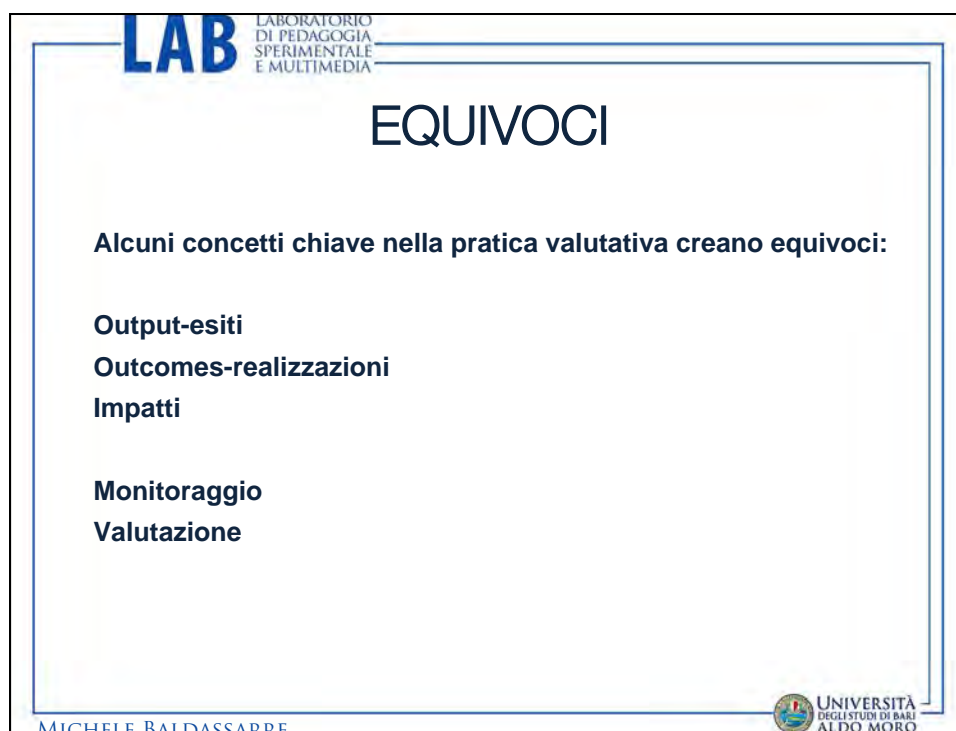 LAB
LABORATORIO
DI PEDAGOGIA
SPERIMENTALE
E MULTIMEDIA
EQUIVOCI
Alcuni concetti chiave nella pratica valutativa creano equivoci:
Output-esiti
Outcomes-realizzazioni
Impatti
Monitoraggio
Valutazione
MICHELE BALDASSARRE
UNIVERSITÀ
DEGLI STUDI DI BARI
ALDO MORO